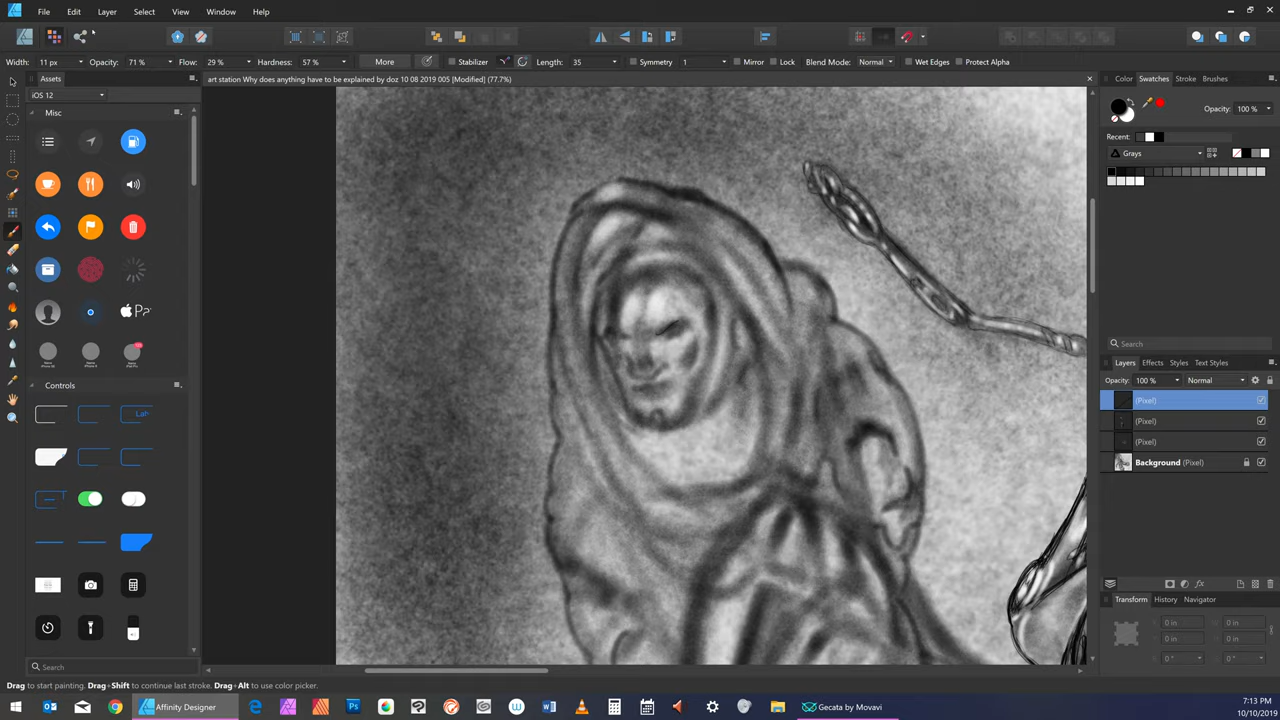 File Edit Layer Select View Window Help
Width: 11 px Opacity: 71 % Flow: 29 % Hardness: 57 % More Stabilizer Length: 35 Symmetry 1 Mirror Lock Blend Mode: Normal Wet Edges Protect Alpha
Assets
art station Why does anything have to be explained by doz 10 08 2019 005 [Modified] (77.7%)
Color Swatches Stroke Brushes
iOS 12
Misc
Opacity: 100 %
Recent:
Grays
Search
Layers Effects Styles Text Styles
Opacity: 100 % Normal
Controls
(Pixel)
(Pixel)
(Pixel)
Background (Pixel)
Transform History Navigator
X: 0 in W: 0 in
Y: 0 in H: 0 in
Search
Drag to start painting. Drag+Shift to continue last stroke. Drag+Alt to use color picker.
Affinity Designer
Gecata by Movavi
7:13 PM
10/10/2019